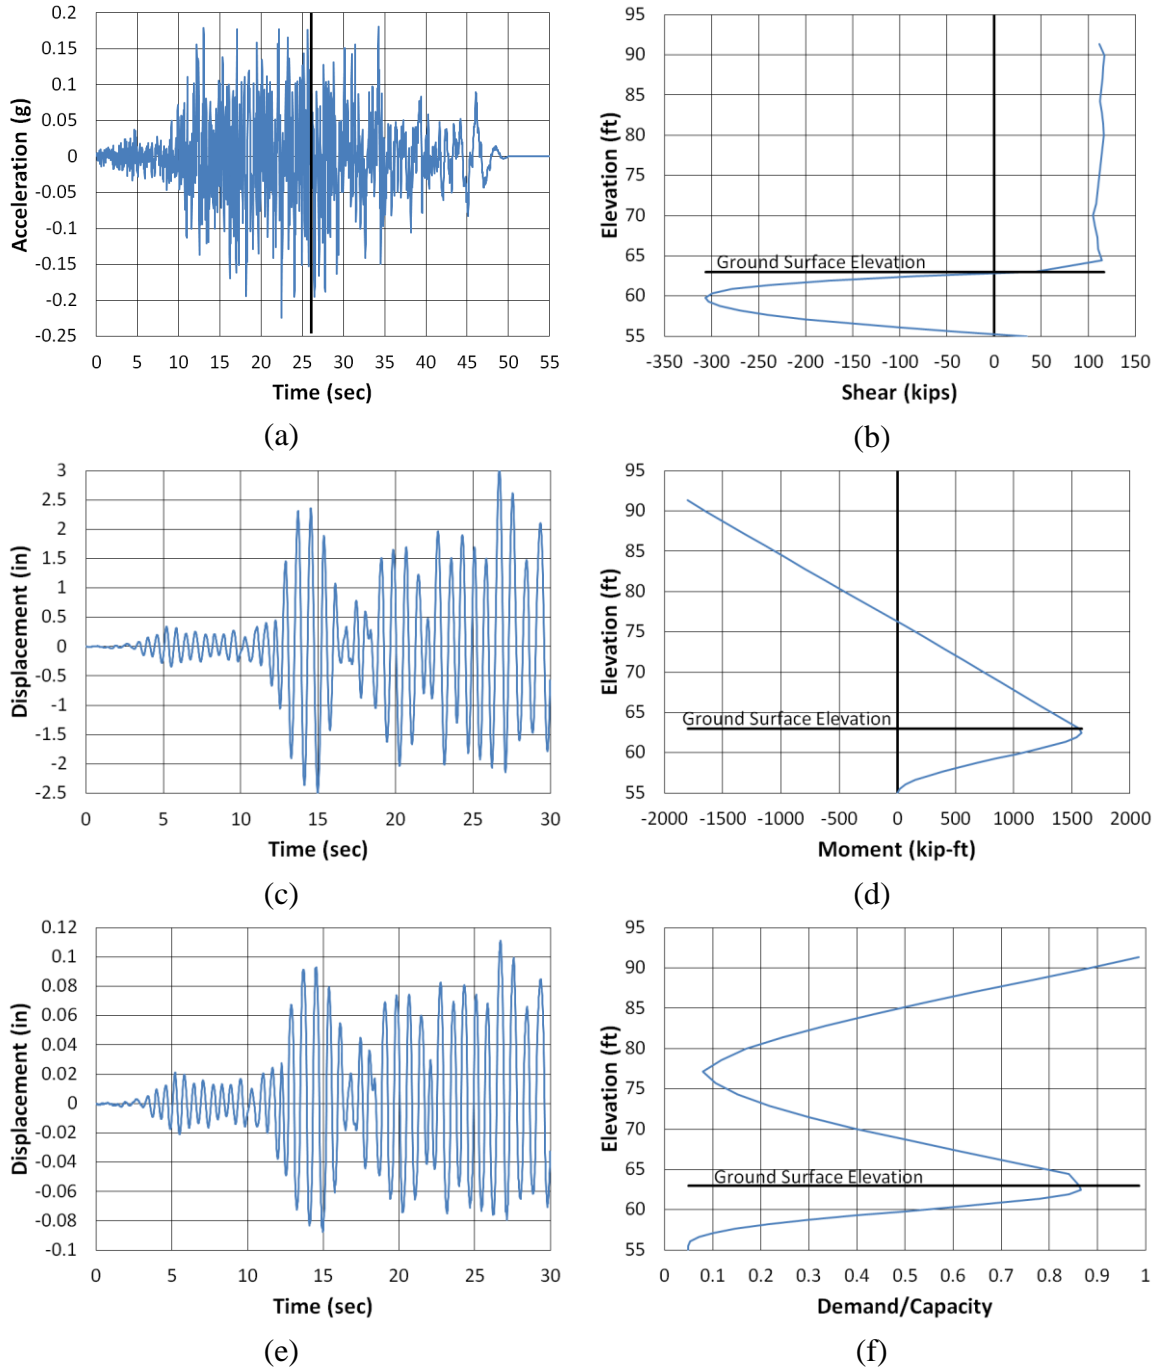 0.2
0.15
0.1
0.05
0
-0.05
-0.1
-0.15
-0.2
-0.25
Acceleration (g)
0 5 10 15 20 25 30 35 40 45 50 55
Time (sec)
(a)
95
90
85
80
75
70
65
60
55
Elevation (ft)
Ground Surface Elevation
-350 -300 -250 -200 -150 -100 -50 0 50 100 150
Shear (kips)
(b)
3
2.5
2
1.5
1
0.5
0
-0.5
-1
-1.5
-2
-2.5
Displacement (in)
0 5 10 15 20 25 30
Time (sec)
(c)
95
90
85
80
75
70
65
60
55
Elevation (ft)
Ground Surface Elevation
-2000 -1500 -1000 -500 0 500 1000 1500 2000
Moment (kip-ft)
(d)
0.12
0.1
0.08
0.06
0.04
0.02
0
-0.02
-0.04
-0.06
-0.08
-0.1
Displacement (in)
0 5 10 15 20 25 30
Time (sec)
(e)
95
90
85
80
75
70
65
60
55
Elevation (ft)
Ground Surface Elevation
0 0.1 0.2 0.3 0.4 0.5 0.6 0.7 0.8 0.9 1
Demand/Capacity
(f)